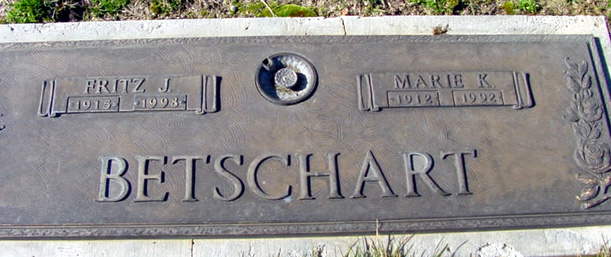 FRITZ J.
1915 1998
MARIE K.
1912 1992
BETSCHART